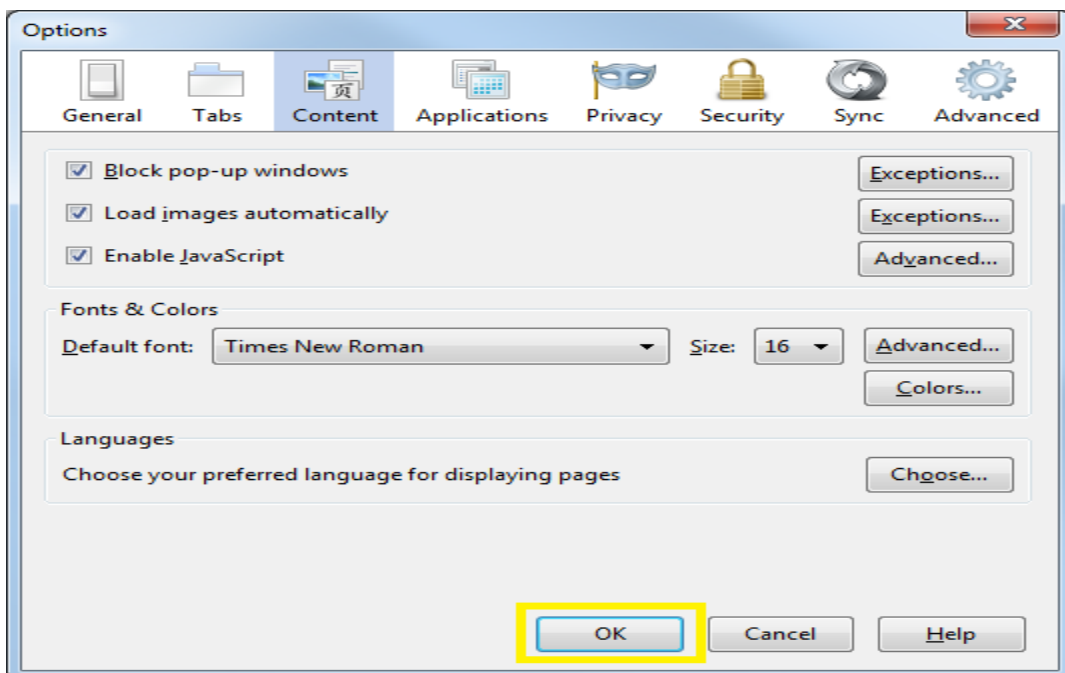 Options
General Tabs Content Applications Privacy Security Sync Advanced
页
Block pop-up windows Exceptions...
Load images automatically Exceptions...
Enable JavaScript Advanced...
Fonts & Colors
Default font: Times New Roman Size: 16 Advanced...
Colors...
Languages
Choose your preferred language for displaying pages Choose...
OK Cancel Help